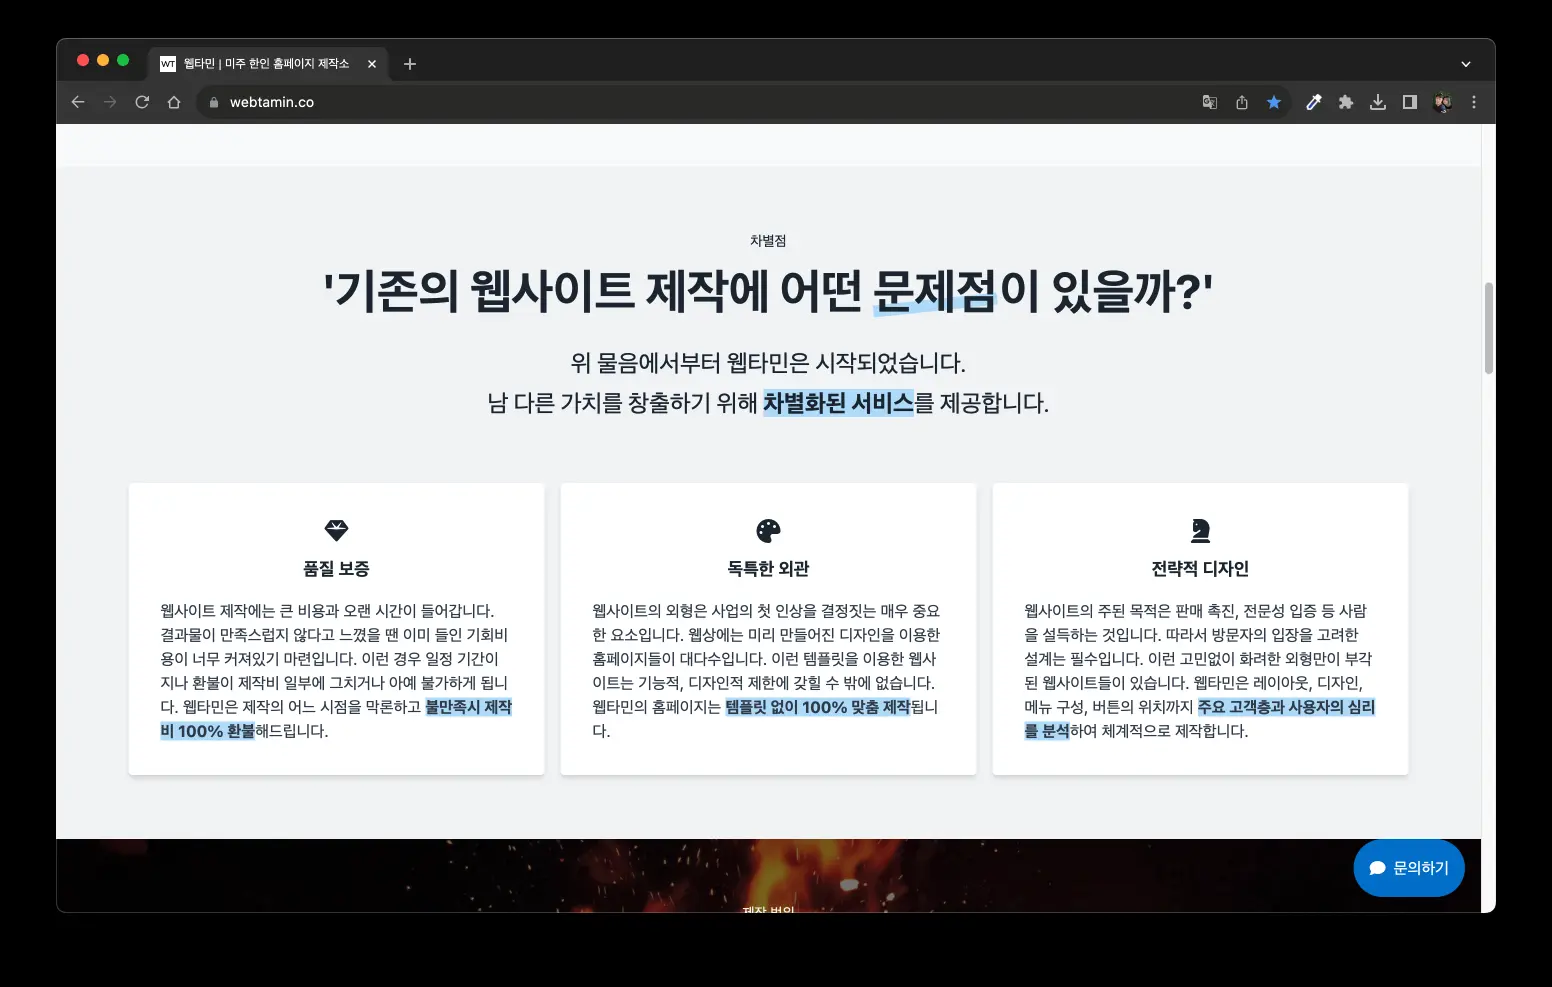 WT 웹타민 | 미주 한인 홈페이지 제작소
webtamin.co
차별점
'기존의 웹사이트 제작에 어떤 문제점이 있을까?'
위 물음에서부터 웹타민은 시작되었습니다.
남 다른 가치를 창출하기 위해 차별화된 서비스를 제공합니다.
품질 보증
웹사이트 제작에는 큰 비용과 오랜 시간이 들어갑니다.
결과물이 만족스럽지 않다고 느꼈을 땐 이미 들인 기회비
용이 너무 커져있기 마련입니다. 이런 경우 일정 기간이
지나 환불이 제작비 일부에 그치거나 아예 불가하게 됩니
다. 웹타민은 제작의 어느 시점을 막론하고 불만족시 제작
비 100% 환불해드립니다.
독특한 외관
웹사이트의 외형은 사업의 첫 인상을 결정짓는 매우 중요
한 요소입니다. 웹상에는 미리 만들어진 디자인을 이용한
홈페이지들이 대다수입니다. 이런 템플릿을 이용한 웹사
이트는 기능적, 디자인적 제한에 갖힐 수 밖에 없습니다.
웹타민의 홈페이지는 템플릿 없이 100% 맞춤 제작됩니
다.
전략적 디자인
웹사이트의 주된 목적은 판매 촉진, 전문성 입증 등 사람
을 설득하는 것입니다. 따라서 방문자의 입장을 고려한
설계는 필수입니다. 이런 고민없이 화려한 외형만이 부각
된 웹사이트들이 있습니다. 웹타민은 레이아웃, 디자인,
메뉴 구성, 버튼의 위치까지 주요 고객층과 사용자의 심리
를 분석하여 체계적으로 제작합니다.
문의하기
제작 범위